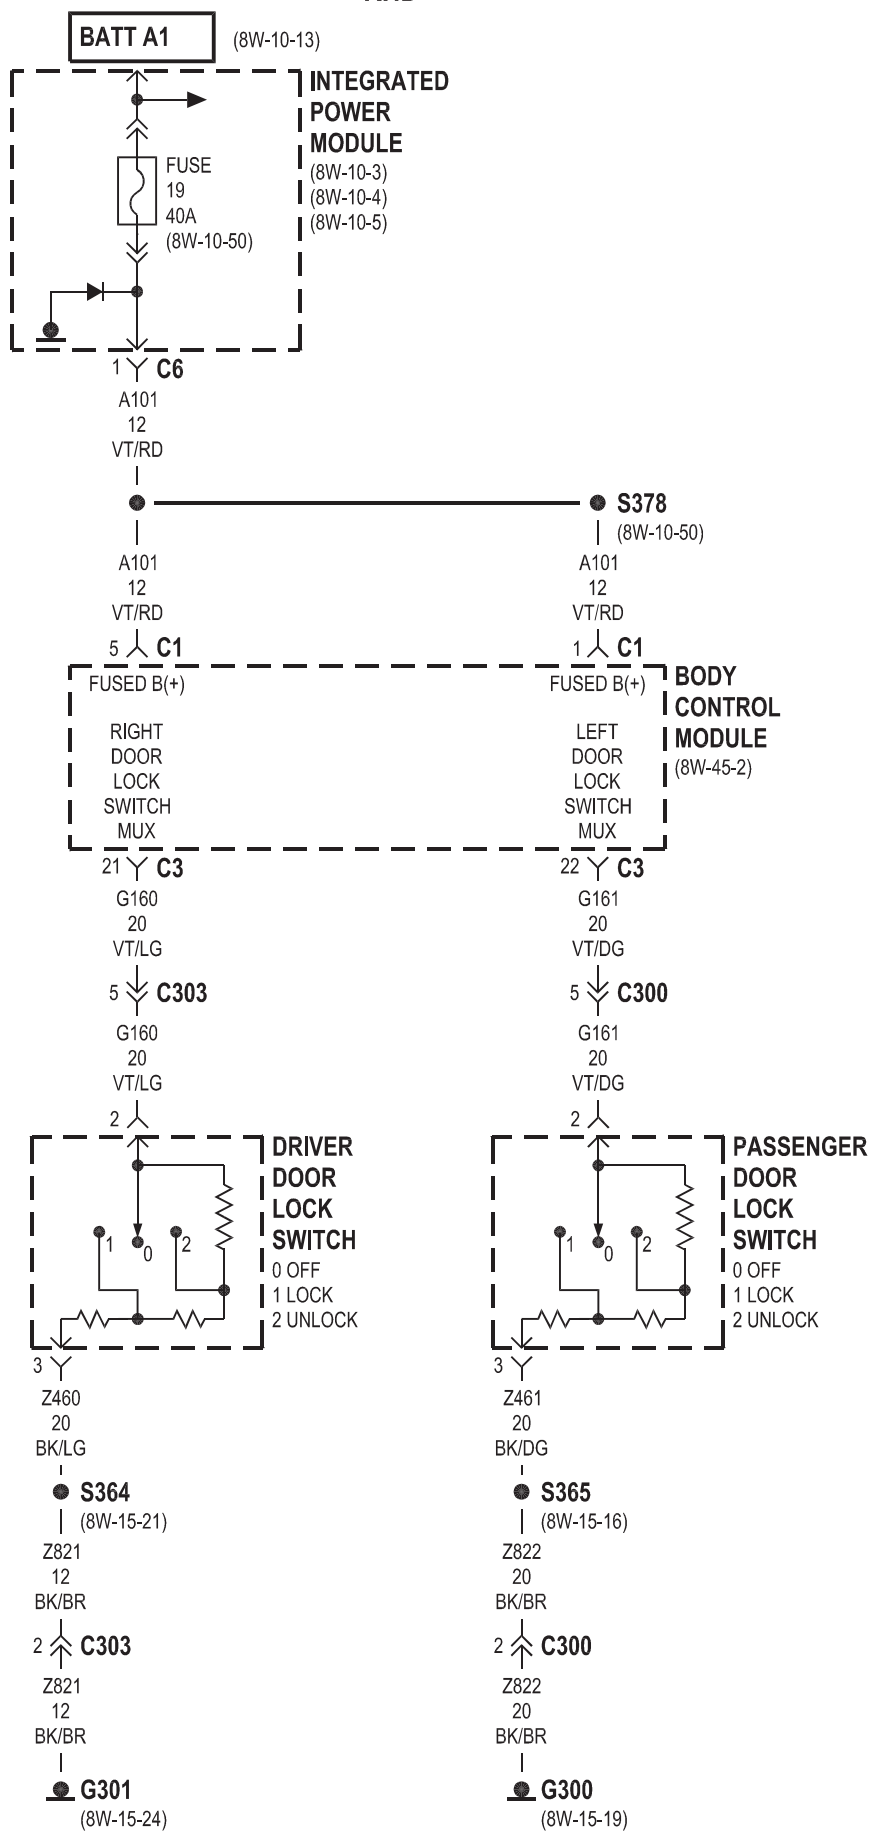 BATT A1 (8W-10-13)
INTEGRATED
POWER
MODULE
(8W-10-3)
(8W-10-4)
(8W-10-5)
FUSE
19
40A
(8W-10-50)
1 C6
A101
12
VT/RD
S378
(8W-10-50)
A101
12
VT/RD
5 C1
A101
12
VT/RD
1 C1
BODY
CONTROL
MODULE
(8W-45-2)
FUSED B(+)
RIGHT
DOOR
LOCK
SWITCH
MUX
FUSED B(+)
LEFT
DOOR
LOCK
SWITCH
MUX
21 C3
G160
20
VT/LG
5 C303
G160
20
VT/LG
2
22 C3
G161
20
VT/DG
5 C300
G161
20
VT/DG
2
DRIVER
DOOR
LOCK
SWITCH
0 OFF
1 LOCK
2 UNLOCK
1 0 2
3
Z460
20
BK/LG
S364
(8W-15-21)
Z821
12
BK/BR
2 C303
Z821
12
BK/BR
G301
(8W-15-24)
PASSENGER
DOOR
LOCK
SWITCH
0 OFF
1 LOCK
2 UNLOCK
1 0 2
3
Z461
20
BK/DG
S365
(8W-15-16)
Z822
20
BK/BR
2 C300
Z822
20
BK/BR
G300
(8W-15-19)